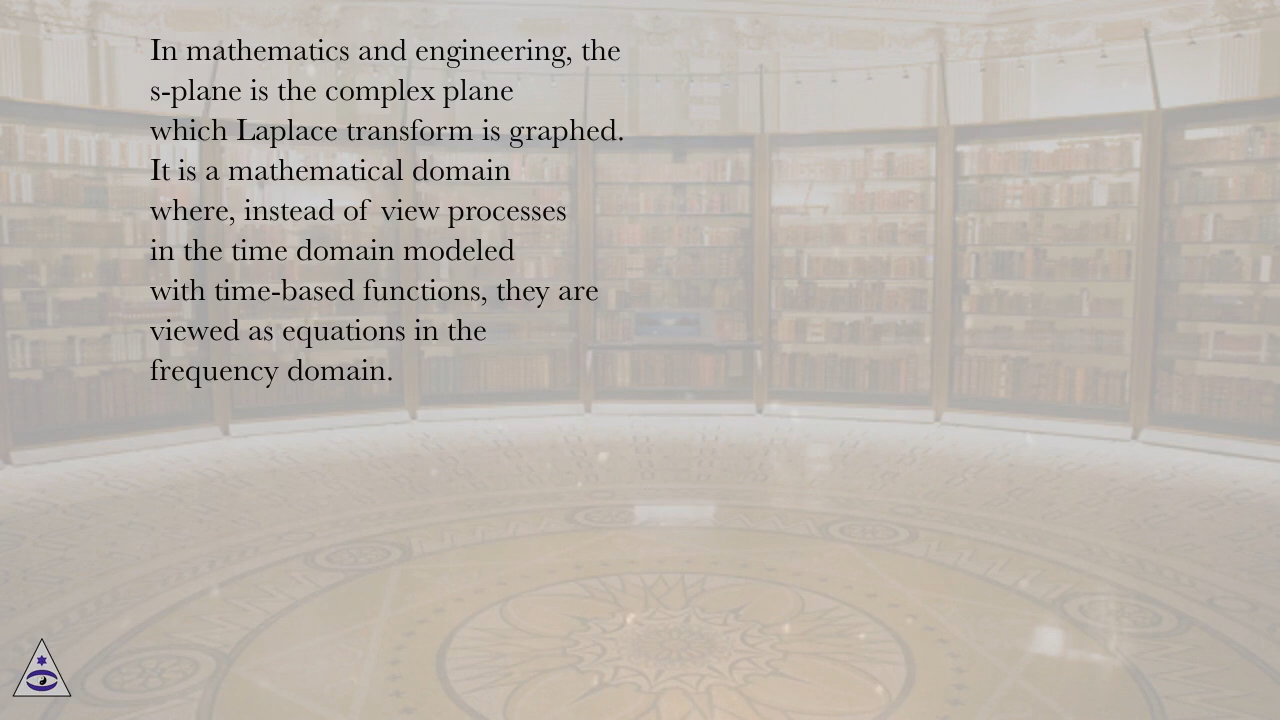 In mathematics and engineering, the
s-plane is the complex plane
which Laplace transform is graphed.
It is a mathematical domain
where, instead of view processes
in the time domain modeled
with time-based functions, they are
viewed as equations in the
frequency domain.